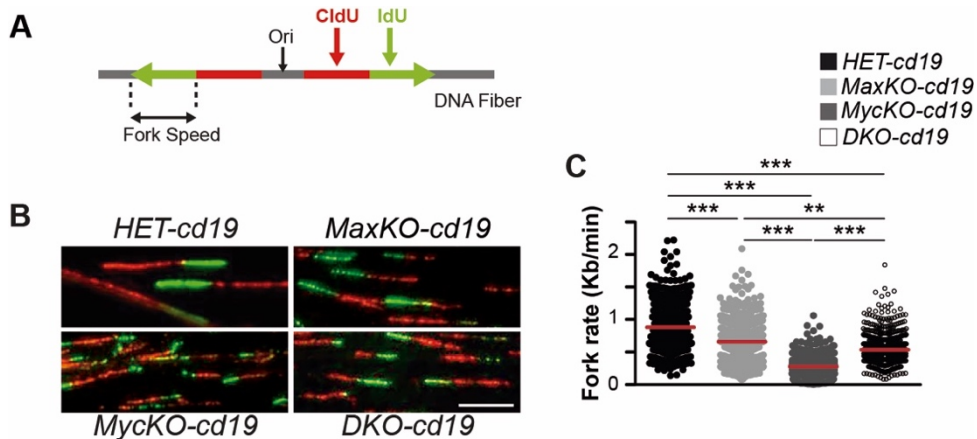 A
CldU
IdU
Ori
DNA Fiber
Fork Speed
HET-cd19
MaxKO-cd19
MycKO-cd19
DKO-cd19
B
HET-cd19
MaxKO-cd19
MycKO-cd19
DKO-cd19
C
***
***
*** **
*** ***
Fork rate (Kb/min)
2
1
0